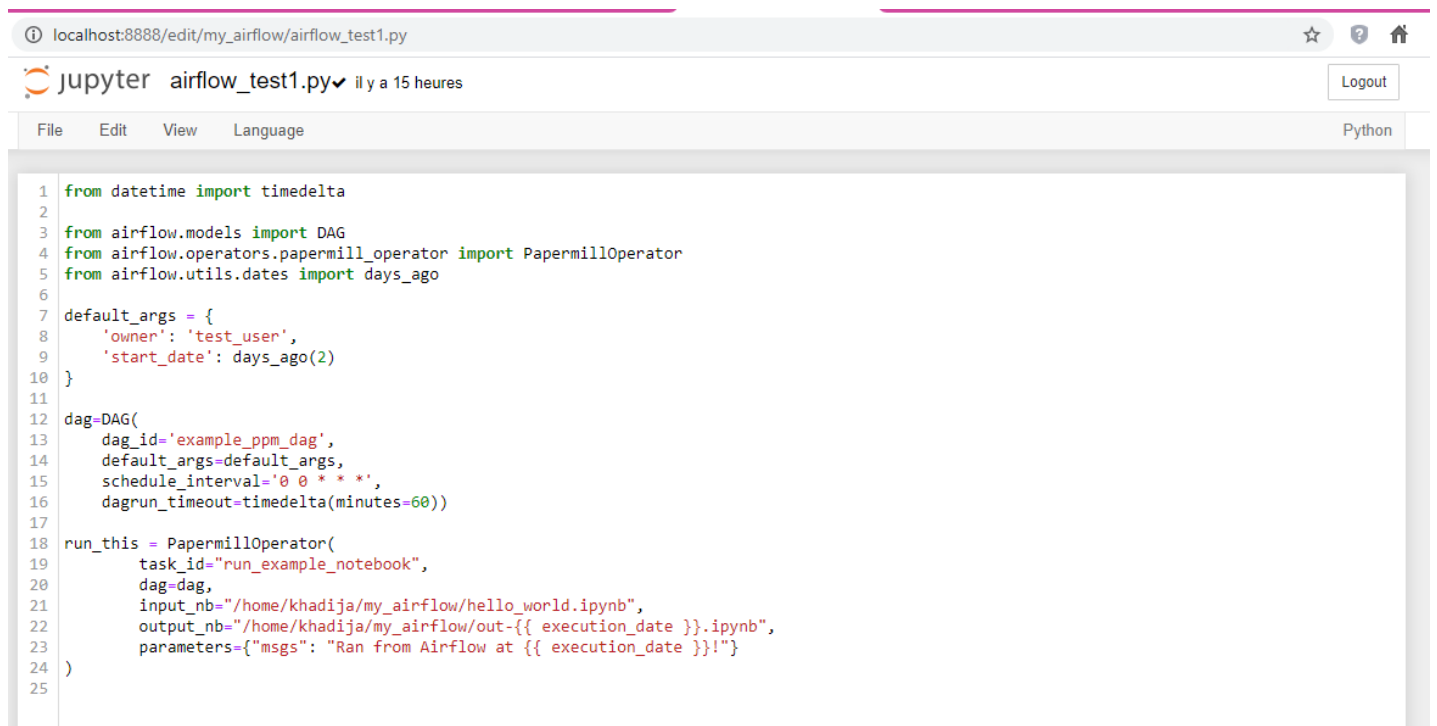 localhost:8888/edit/my_airflow/airflow_test1.py
jupyter airflow_test1.py✔ il y a 15 heures
Logout
File Edit View Language Python
1 from datetime import timedelta
2
3 from airflow.models import DAG
4 from airflow.operators.papermill_operator import PapermillOperator
5 from airflow.utils.dates import days_ago
6
7 default_args = {
8     'owner': 'test_user',
9     'start_date': days_ago(2)
10 }
11
12 dag=DAG(
13     dag_id='example_ppm_dag',
14     default_args=default_args,
15     schedule_interval='0 0 * * *',
16     dagrun_timeout=timedelta(minutes=60))
17
18 run_this = PapermillOperator(
19         task_id="run_example_notebook",
20         dag=dag,
21         input_nb="/home/khadija/my_airflow/hello_world.ipynb",
22         output_nb="/home/khadija/my_airflow/out-{{ execution_date }}.ipynb",
23         parameters={"msgs": "Ran from Airflow at {{ execution_date }}!"}
24 )
25